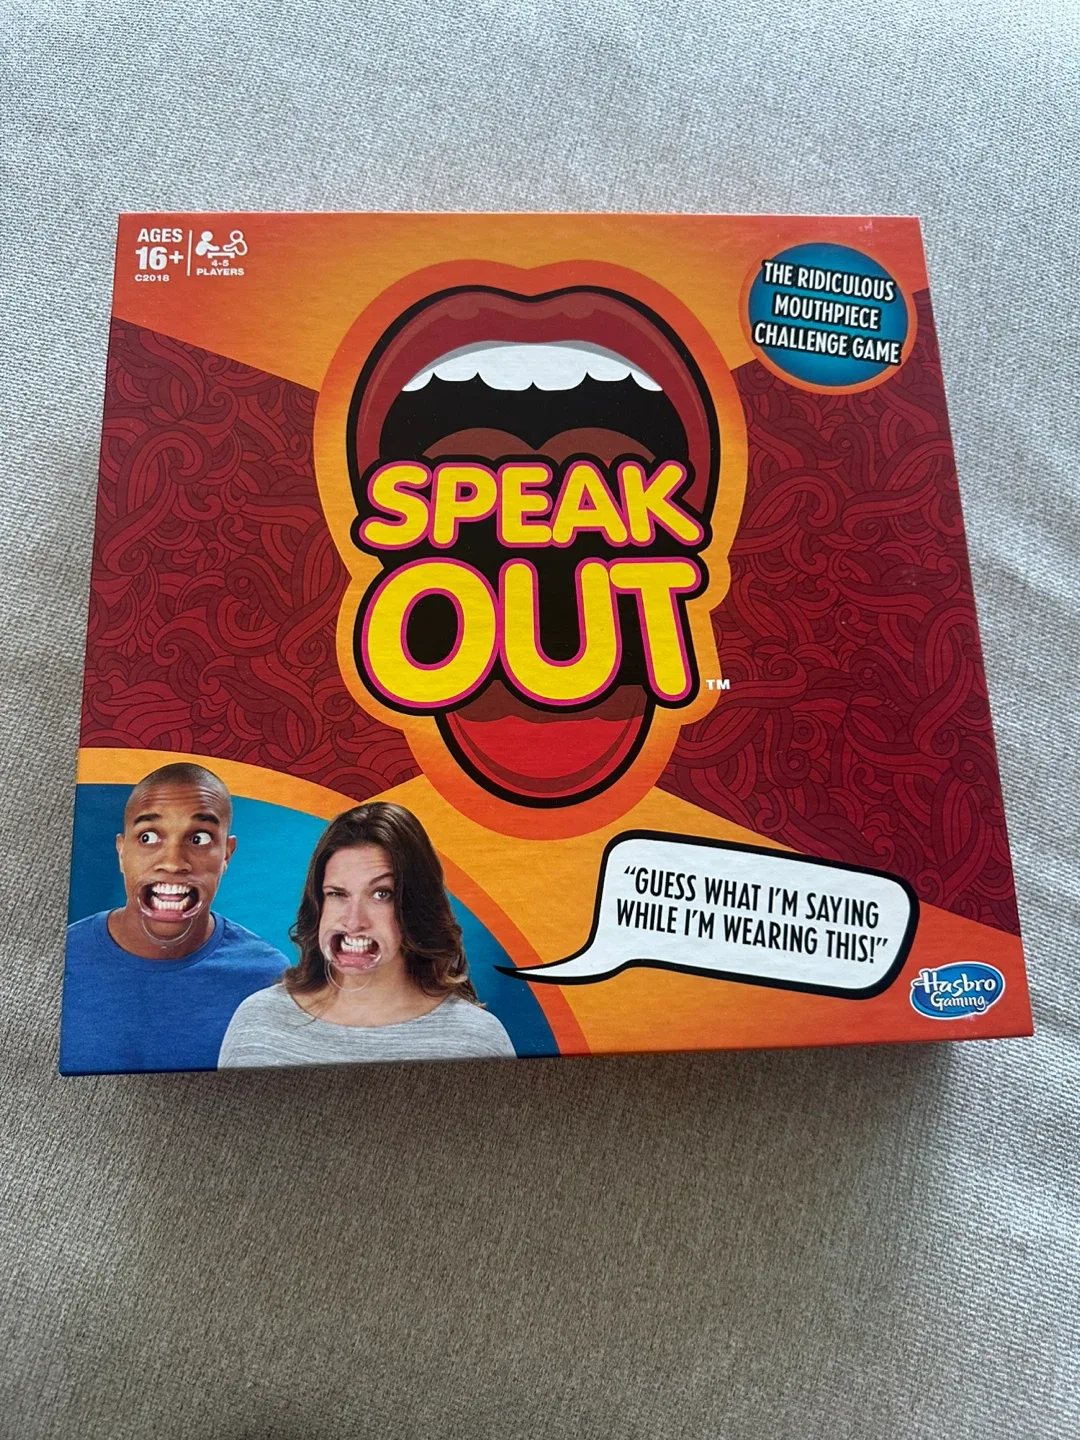 AGES
16+
C2018
4-5
PLAYERS
THE RIDICULOUS
MOUTHPIECE
CHALLENGE GAME
SPEAK
OUT
TM
"GUESS WHAT I'M SAYING
WHILE I'M WEARING THIS!"
Hasbro
Gaming